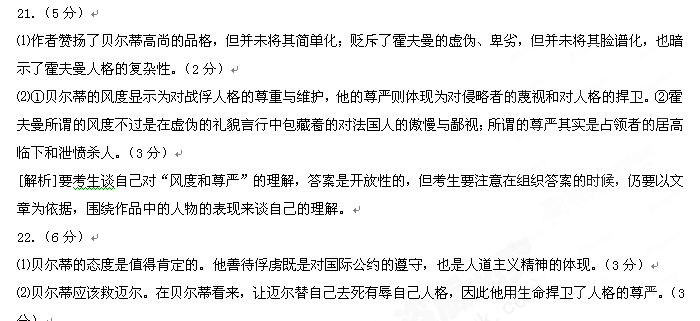 21.（5分）
⑴作者赞扬了贝尔蒂高尚的品格，但并未将其简单化；贬斥了霍夫曼的虚伪、卑劣，但并未将其脸谱化，也暗
示了霍夫曼人格的复杂性。（2分）
⑵①贝尔蒂的风度显示为对战俘人格的尊重与维护，他的尊严则体现为对侵略者的蔑视和对人格的捍卫。②霍
夫曼所谓的风度不过是在虚伪的礼貌言行中包藏着的对法国人的傲慢与鄙视；所谓的尊严其实是占领者的居高
临下和泄愤杀人。（3分）
[解析]要考生谈自己对“风度和尊严”的理解，答案是开放性的，但考生要注意在组织答案的时候，仍要以文
章为依据，围绕作品中的人物的表现来谈自己的理解。
22.（6分）
⑴贝尔蒂的态度是值得肯定的。他善待俘虏既是对国际公约的遵守，也是人道主义精神的体现。（3分）
⑵贝尔蒂应该救迈尔。在贝尔蒂看来，让迈尔替自己去死有辱自己人格，因此他用生命捍卫了人格的尊严。（3
分）